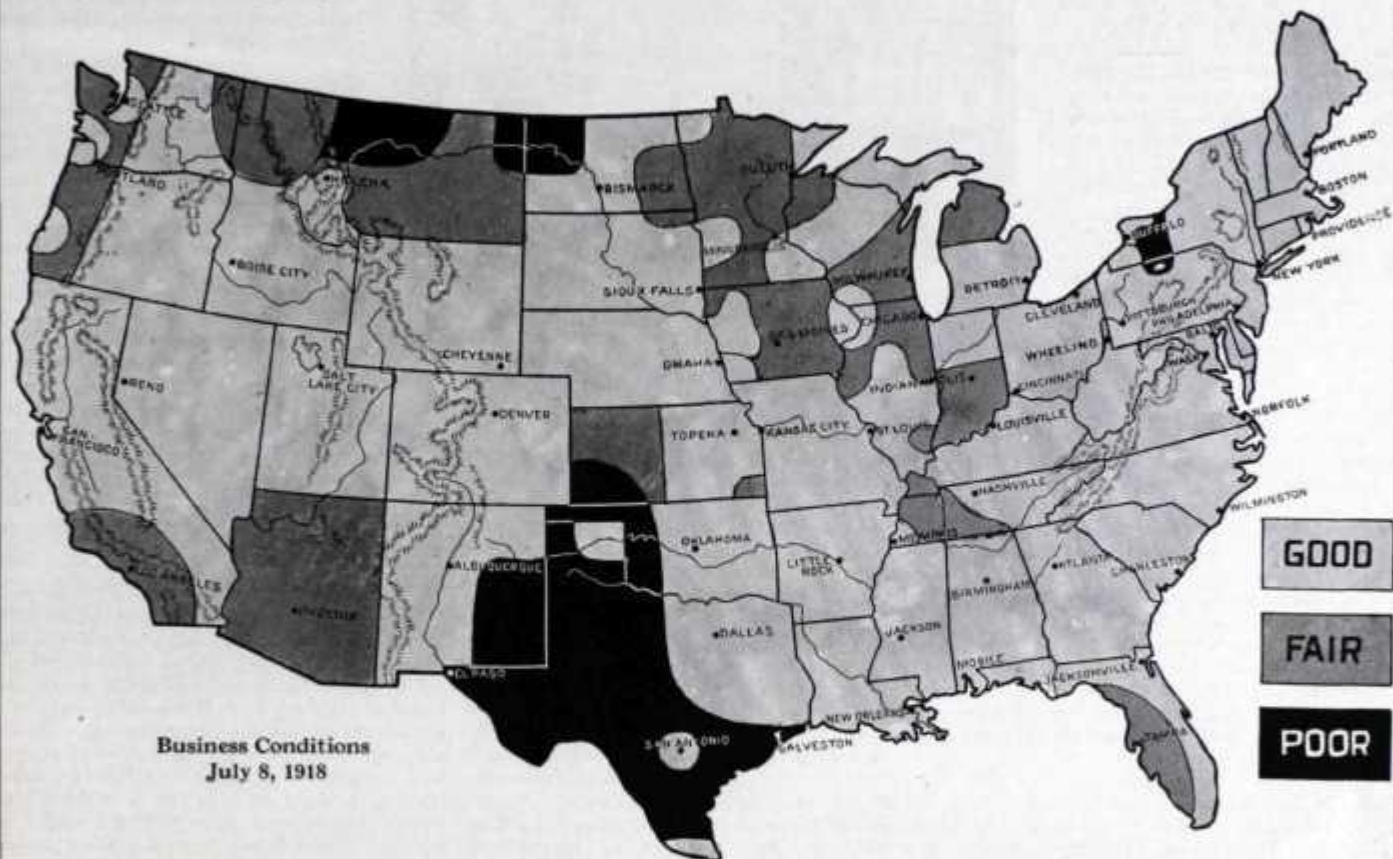 SEATTLE
PORTLAND
HELENA
BISMARCK
DULUTH
PORTLAND
BOSTON
PROVIDENCE
BUFFALO
NEW YORK
BOISE CITY
SIOUX FALLS
MILWAUKEE
DETROIT
CLEVELAND
PITTSBURGH
PHILADELPHIA
CHEYENNE
OMAHA
DES MOINES
CHICAGO
WHEELING
WASH
RENO
SALT
LAKE CITY
DENVER
INDIANAPOLIS
CINCINNATI
NORFOLK
SAN
FRANCISCO
TOPEKA
KANSAS CITY
ST LOUIS
LOUISVILLE
NASHVILLE
WILMINGTON
LOS ANGELES
ALBUQUERQUE
OKLAHOMA
LITTLE
ROCK
MEMPHIS
ATLANTA
CHARLESTON
BIRMINGHAM
PHOENIX
DALLAS
JACKSON
EL PASO
MOBILE
JACKSONVILLE
NEW ORLEANS
SAN ANTONIO
GALVESTON
TAMPA
GOOD
FAIR
POOR
Business Conditions
July 8, 1918